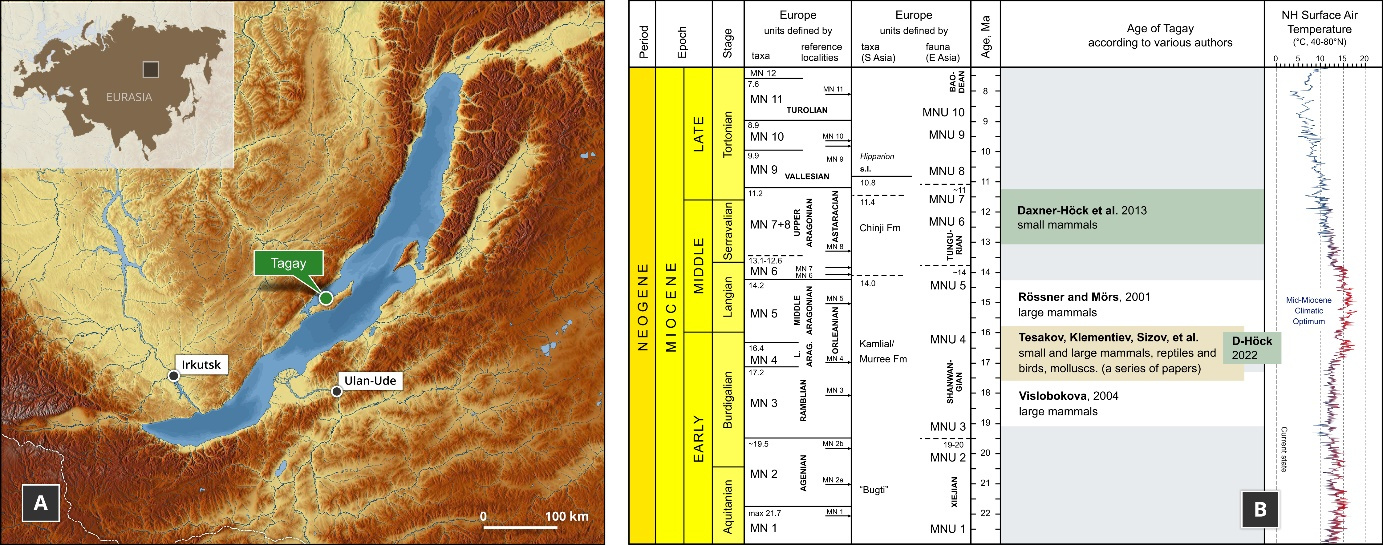 EURASIA
Tagay
Irkutsk
Ulan-Ude
A
0 100 km
Period
Epoch
Stage
Europe
units defined by
taxa
reference
localities
Europe
units defined by
taxa
(S Asia)
fauna
(E Asia)
Age, Ma
Age of Tagay
according to various authors
NH Surface Air
Temperature
(°C, 40-80°N)
0 5 10 15 20
NEOGENE
MIOCENE
LATE
MIDDLE
EARLY
Tortonian
Serravalian
Langian
Burdigalian
Aquitanian
MN 12
7.6
MN 11
TUROLIAN
8.9
MN 10
9.9
MN 9
VALLESIAN
11.2
MN 7+8
UPPER
ARAGONIAN
13.1-12.6
MN 6
14.2
MN 5
MIDDLE
ARAGONIAN
16.4
MN 4
L.
ARAG.
17.2
MN 3
RAMBLIAN
~19.5
MN 2
AGENIAN
max 21.7
MN 1
MN 11
MN 10
MN 9
ASTARACIAN
MN 8
MN 7
MN 6
MN 5
ORLEANIAN
MN 4
MN 3
MN 2b
MN 2a
MN 1
Hipparion
s.l.
10.8
11.4
Chinji Fm
14.0
Kamlial/
Murree Fm
"Bugti"
BAO-
DEAN
MNU 10
MNU 9
MNU 8
~11
MNU 7
MNU 6
TUNGU-
RIAN
~14
MNU 5
MNU 4
SHANWAN-
GIAN
MNU 3
19-20
MNU 2
XIEJIAN
MNU 1
8
9
10
11
12
13
14
15
16
17
18
19
20
21
22
Daxner-Höck et al. 2013
small mammals
Rössner and Mörs, 2001
large mammals
Tesakov, Klementiev, Sizov, et al.
small and large mammals, reptiles and
birds, molluscs. (a series of papers)
D-Höck
2022
Vislobokova, 2004
large mammals
Mid-Miocene
Climatic
Optimum
Current state
B